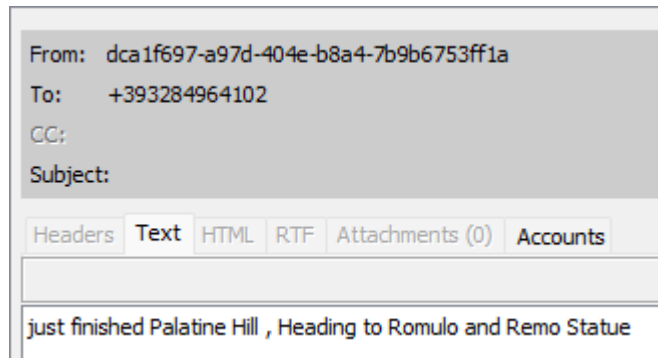 From: dca1f697-a97d-404e-b8a4-7b9b6753ff1a
To: +393284964102
CC:
Subject:
Headers Text HTML RTF Attachments (0) Accounts
just finished Palatine Hill , Heading to Romulo and Remo Statue